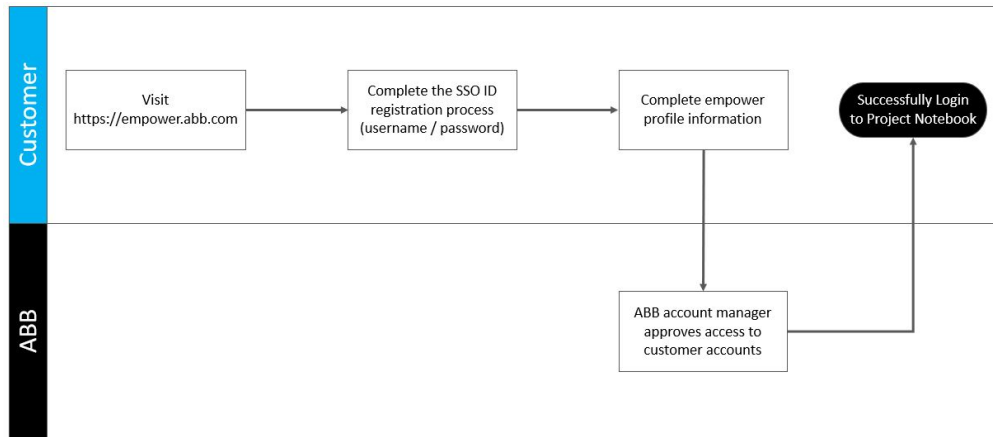 Customer
Visit
https://empower.abb.com
Complete the SSO ID
registration process
(username / password)
Complete empower
profile information
Successfully Login
to Project Notebook
ABB
ABB account manager
approves access to
customer accounts